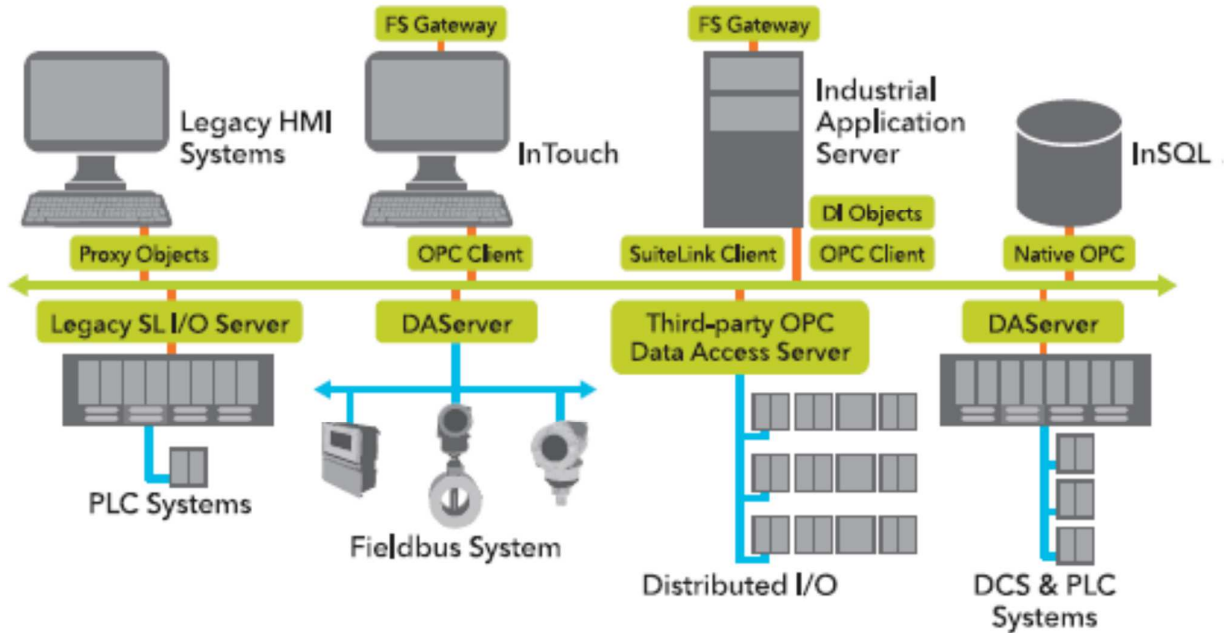 FS Gateway
FS Gateway
Legacy HMI
Systems
InTouch
Industrial
Application
Server
InSQL
DI Objects
Proxy Objects
OPC Client
SuiteLink Client
OPC Client
Native OPC
Legacy SL I/O Server
DAServer
Third-party OPC
Data Access Server
DAServer
PLC Systems
Fieldbus System
Distributed I/O
DCS & PLC
Systems